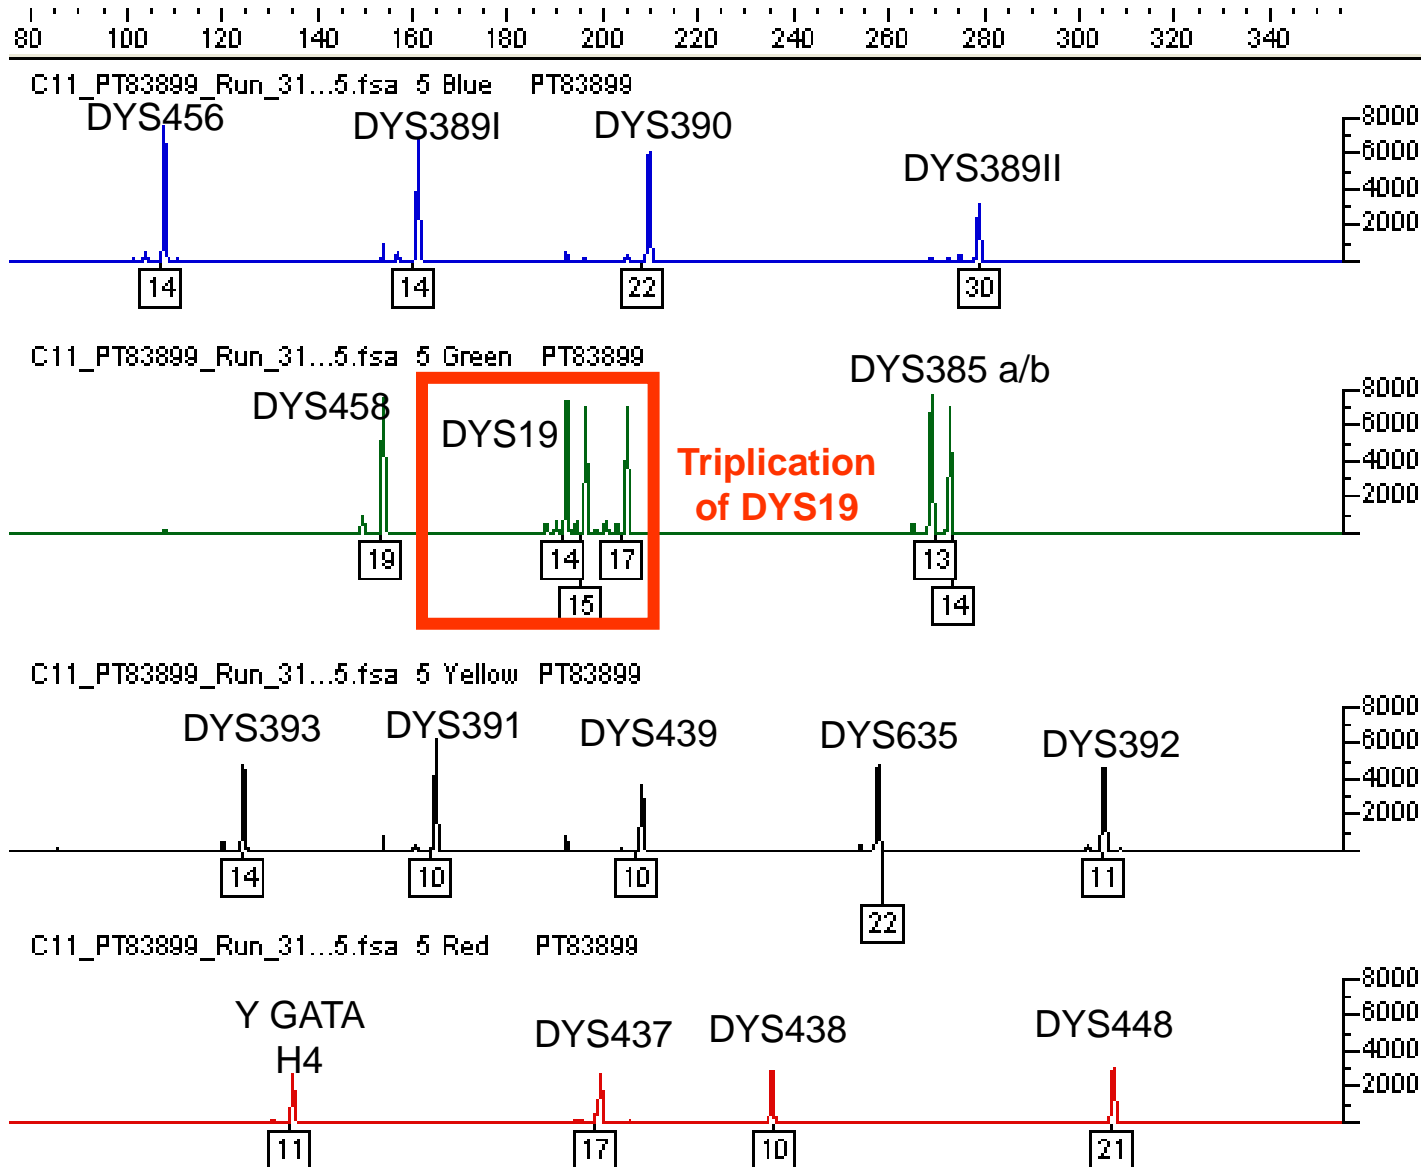 80 100 120 140 160 180 200 220 240 260 280 300 320 340
C11_PT83899_Run_31...5.fsa 5 Blue PT83899
DYS456 DYS389I DYS390 DYS389II
8000
6000
4000
2000
14 14 22 30
C11_PT83899_Run_31...5.fsa 5 Green PT83899
DYS458 DYS19 DYS385 a/b
Triplication
of DYS19
8000
6000
4000
2000
19 14 17 13
15 14
C11_PT83899_Run_31...5.fsa 5 Yellow PT83899
DYS393 DYS391 DYS439 DYS635 DYS392
8000
6000
4000
2000
14 10 10 11
22
C11_PT83899_Run_31...5.fsa 5 Red PT83899
Y GATA
H4
DYS437 DYS438 DYS448
8000
6000
4000
2000
11 17 10 21